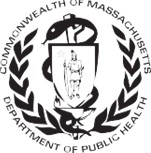 COMMONWEALTH OF MASSACHUSETTS
DEPARTMENT OF PUBLIC HEALTH